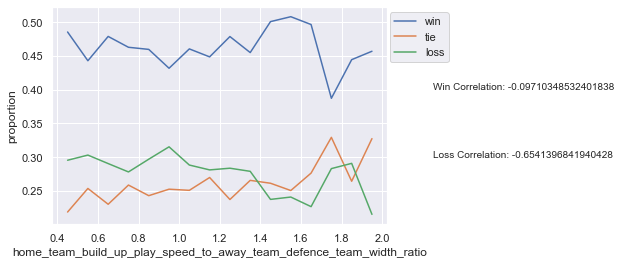 win
tie
loss
Win Correlation: -0.09710348532401838
Loss Correlation: -0.6541396841940428
proportion
0.50
0.45
0.40
0.35
0.30
0.25
0.4 0.6 0.8 1.0 1.2 1.4 1.6 1.8 2.0
home_team_build_up_play_speed_to_away_team_defence_team_width_ratio